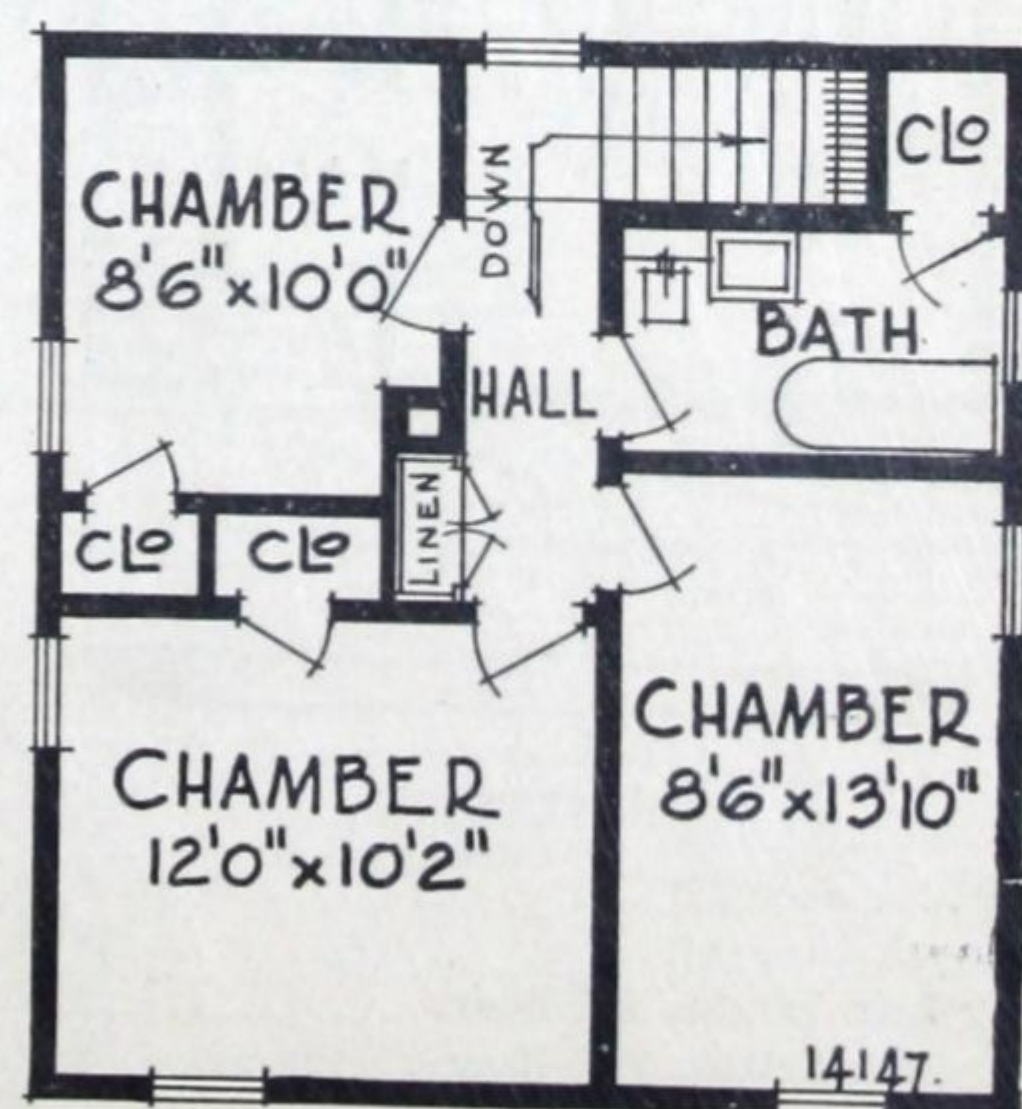 CHAMBER
8'6"x10'0"
DOWN
CLO
BATH
HALL
LINEN
CLO
CLO
CHAMBER
12'0"x10'2"
CHAMBER
8'6"x13'10"
14147.